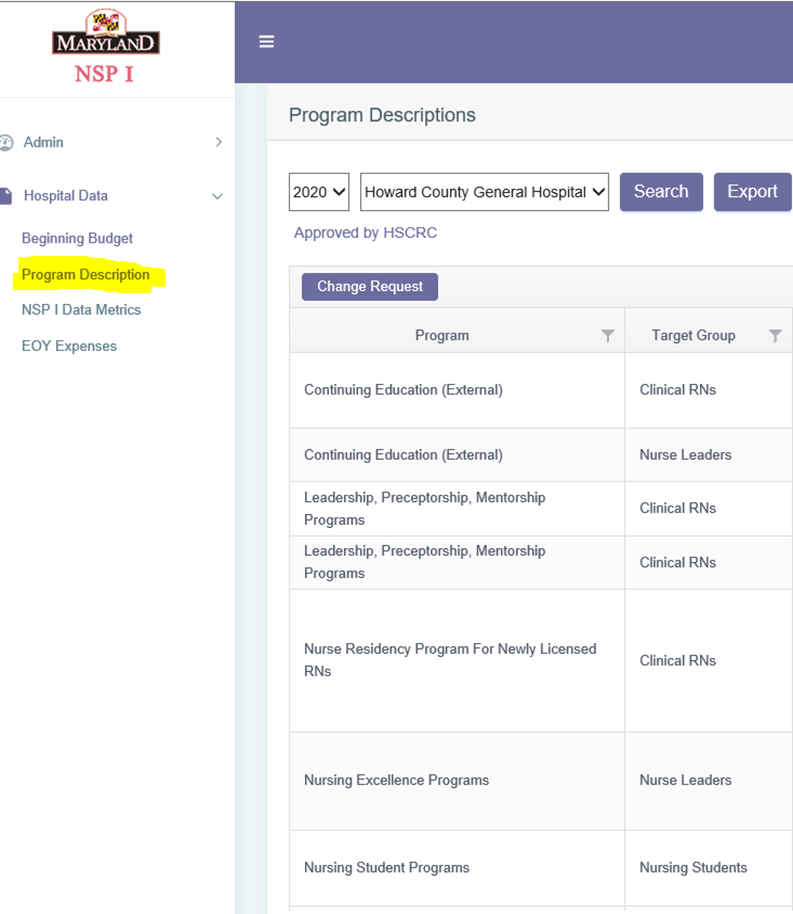 MARYLAND
NSP I
Admin
Hospital Data
Beginning Budget
Program Description
NSP I Data Metrics
EOY Expenses
Program Descriptions
2020
Howard County General Hospital
Search
Export
Approved by HSCRC
Change Request
Program
Target Group
Continuing Education (External)
Clinical RNs
Continuing Education (External)
Nurse Leaders
Leadership, Preceptorship, Mentorship
Programs
Clinical RNs
Leadership, Preceptorship, Mentorship
Programs
Clinical RNs
Nurse Residency Program For Newly Licensed
RNs
Clinical RNs
Nursing Excellence Programs
Nurse Leaders
Nursing Student Programs
Nursing Students